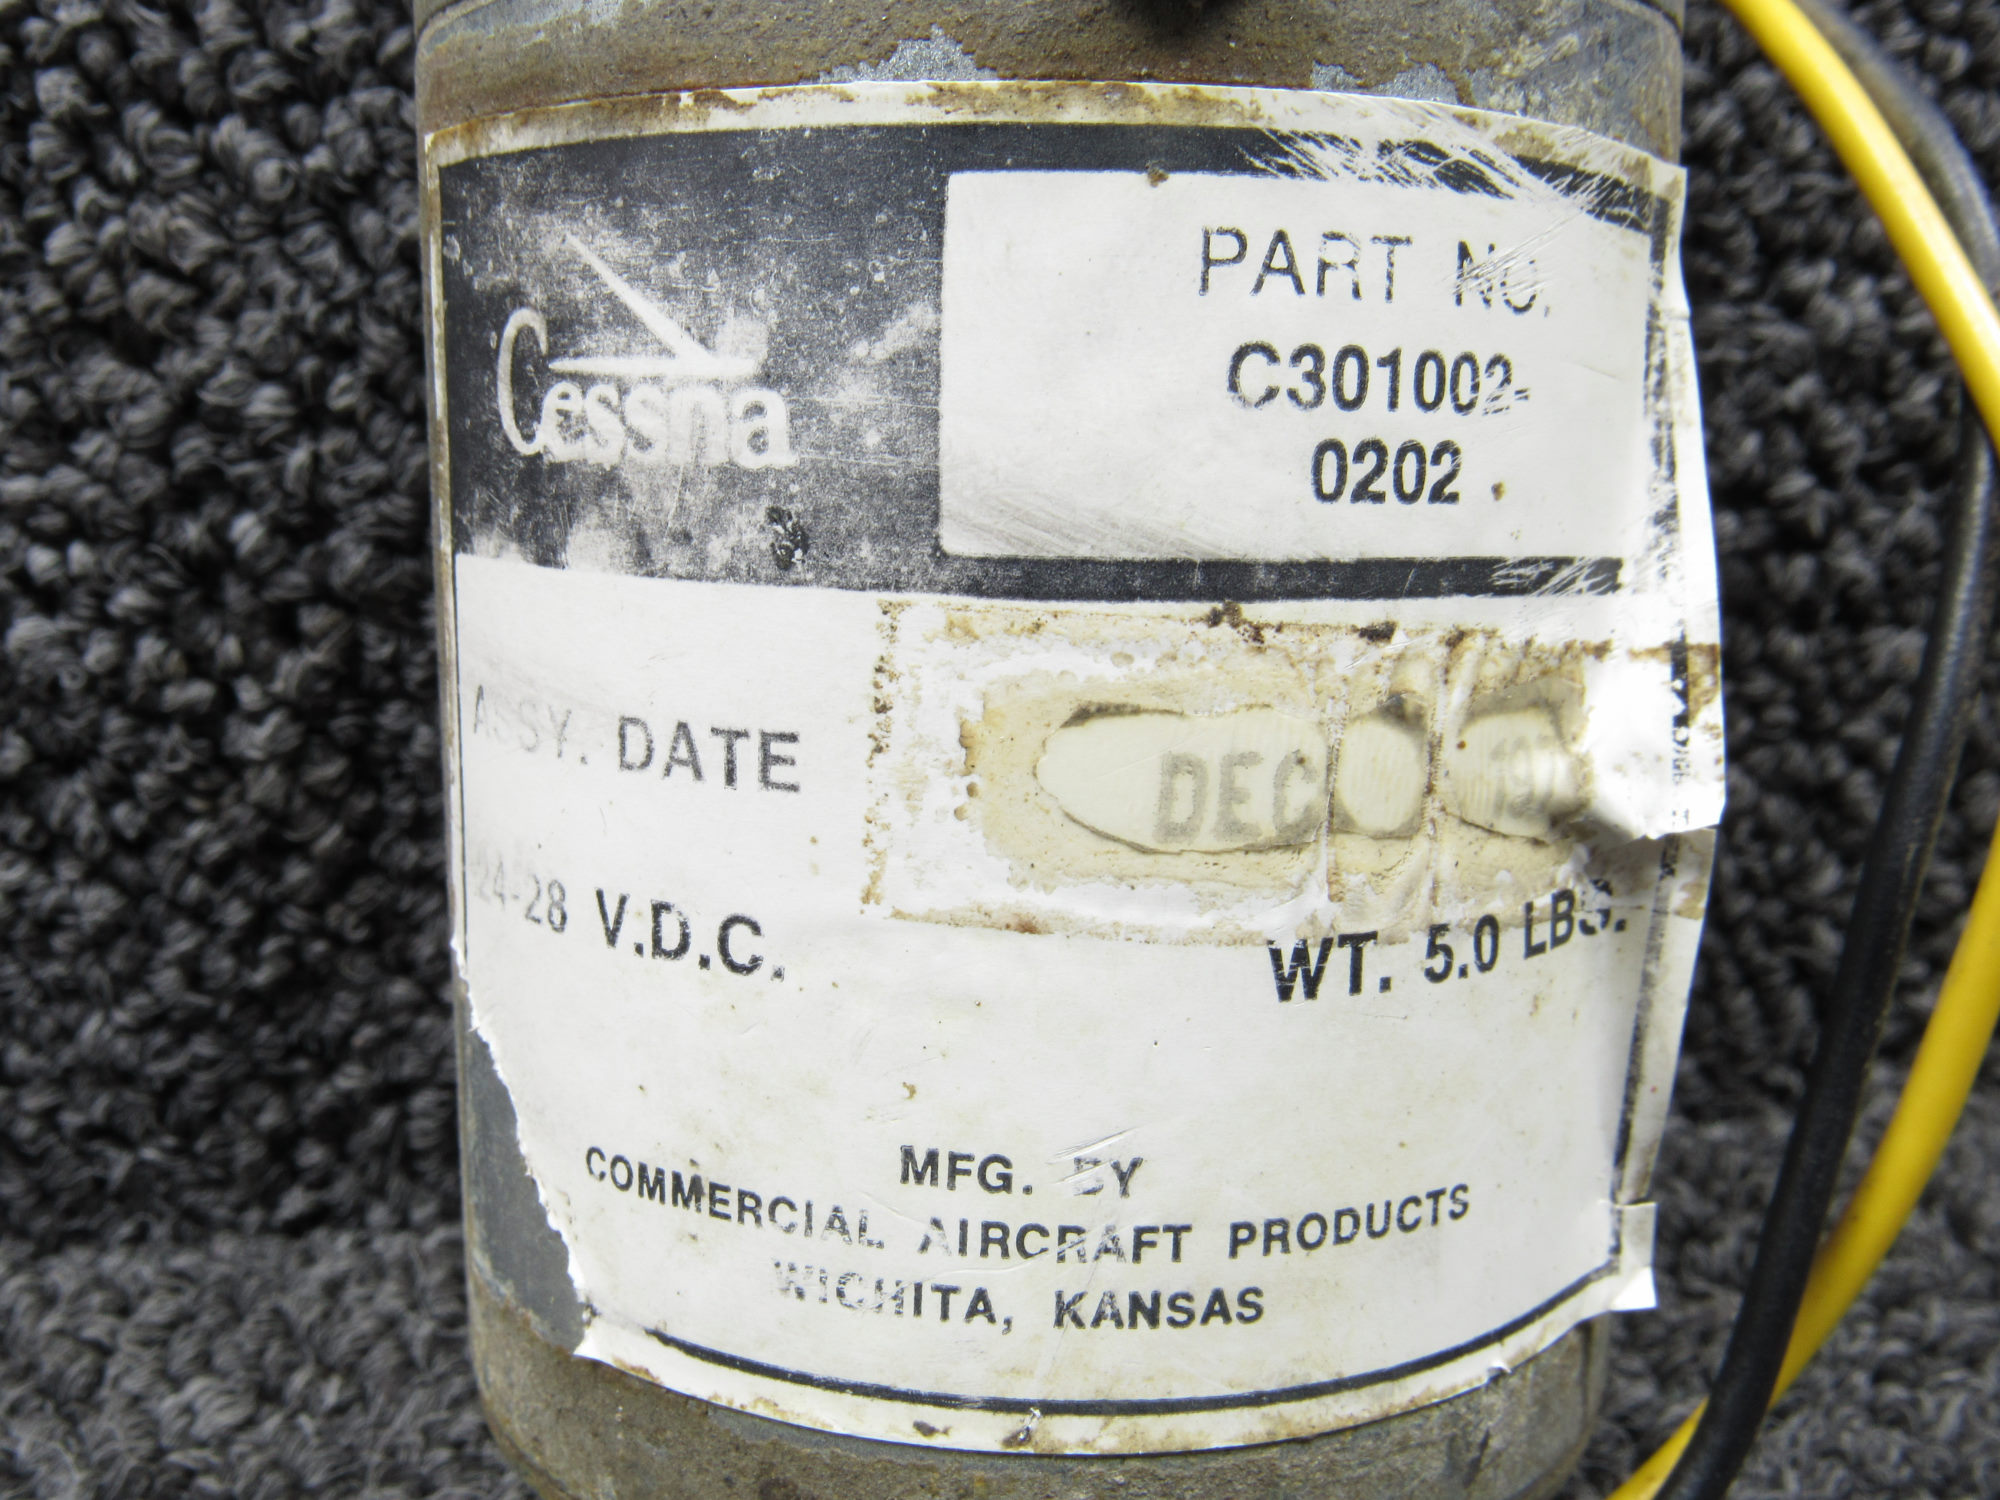 Cessna
PART NO.
C301002-
0202
ASSY. DATE DEC
24-28 V.D.C. WT. 5.0 LBS.
MFG. BY
COMMERCIAL AIRCRAFT PRODUCTS
WICHITA, KANSAS